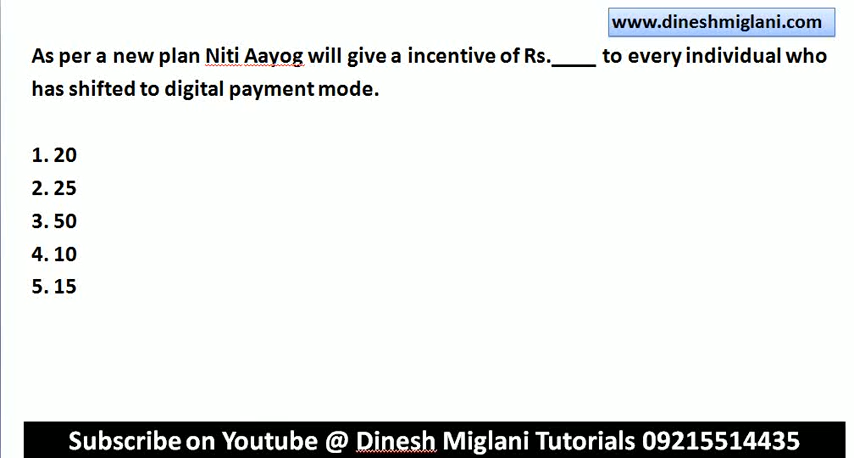 www.dineshmiglani.com
As per a new plan Niti Aayog will give a incentive of Rs.____ to every individual who
has shifted to digital payment mode.
1. 20
2. 25
3. 50
4. 10
5. 15
Subscribe on Youtube @ Dinesh Miglani Tutorials 09215514435